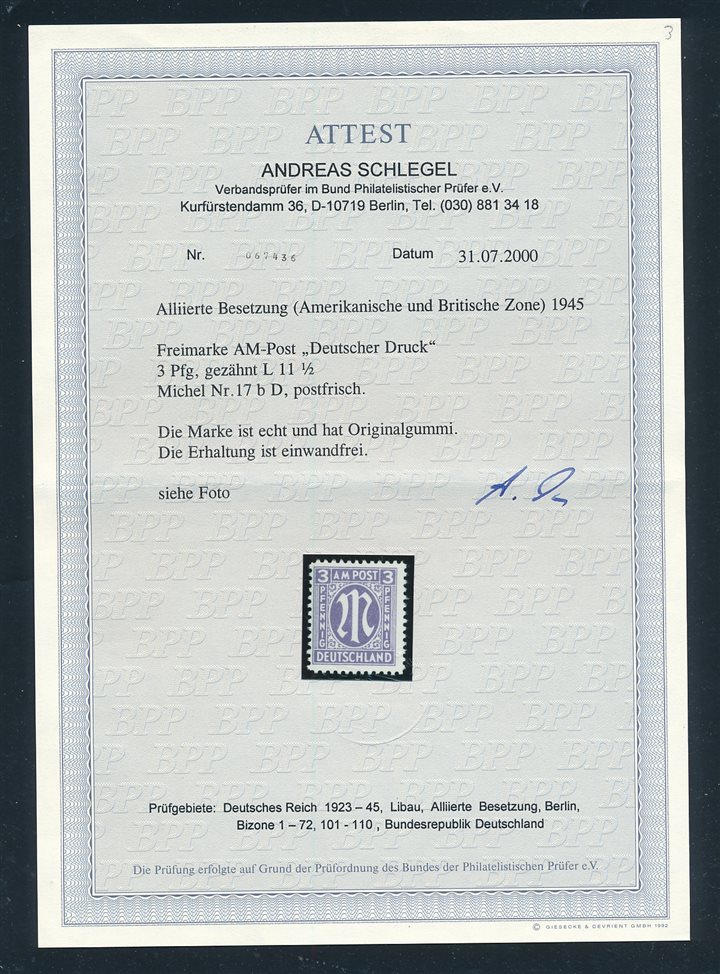 3
ATTEST
ANDREAS SCHLEGEL
Verbandsprüfer im Bund Philatelistischer Prüfer e.V.
Kurfürstendamm 36, D-10719 Berlin, Tel. (030) 881 34 18
Nr. 067436 Datum 31.07.2000
Alliierte Besetzung (Amerikanische und Britische Zone) 1945
Freimarke AM-Post „Deutscher Druck“
3 Pfg, gezähnt L 11 ½
Michel Nr.17 b D, postfrisch.
Die Marke ist echt und hat Originalgummi.
Die Erhaltung ist einwandfrei.
siehe Foto
3 AM POST 3
PFENNIG
M
PFENNIG
DEUTSCHLAND
Prüfgebiete: Deutsches Reich 1923 – 45, Libau, Alliierte Besetzung, Berlin,
Bizone 1 – 72, 101 - 110 , Bundesrepublik Deutschland
Die Prüfung erfolgte auf Grund der Prüfordnung des Bundes der Philatelistischen Prüfer e.V.
© GIESECKE & DEVRIENT GMBH 1992